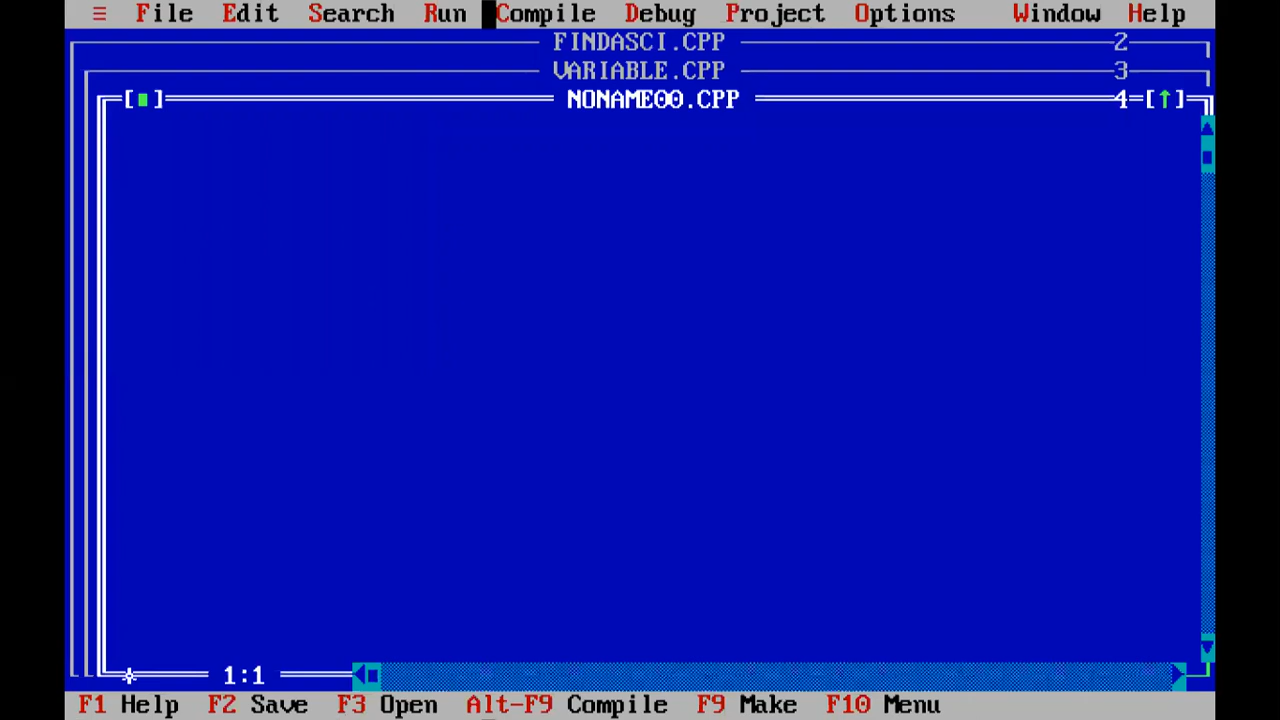 ≡ File Edit Search Run Compile Debug Project Options Window Help
FINDASCI.CPP 2
VARIABLE.CPP 3
[■] NONAME00.CPP 4=[↑]
1:1
F1 Help F2 Save F3 Open Alt-F9 Compile F9 Make F10 Menu